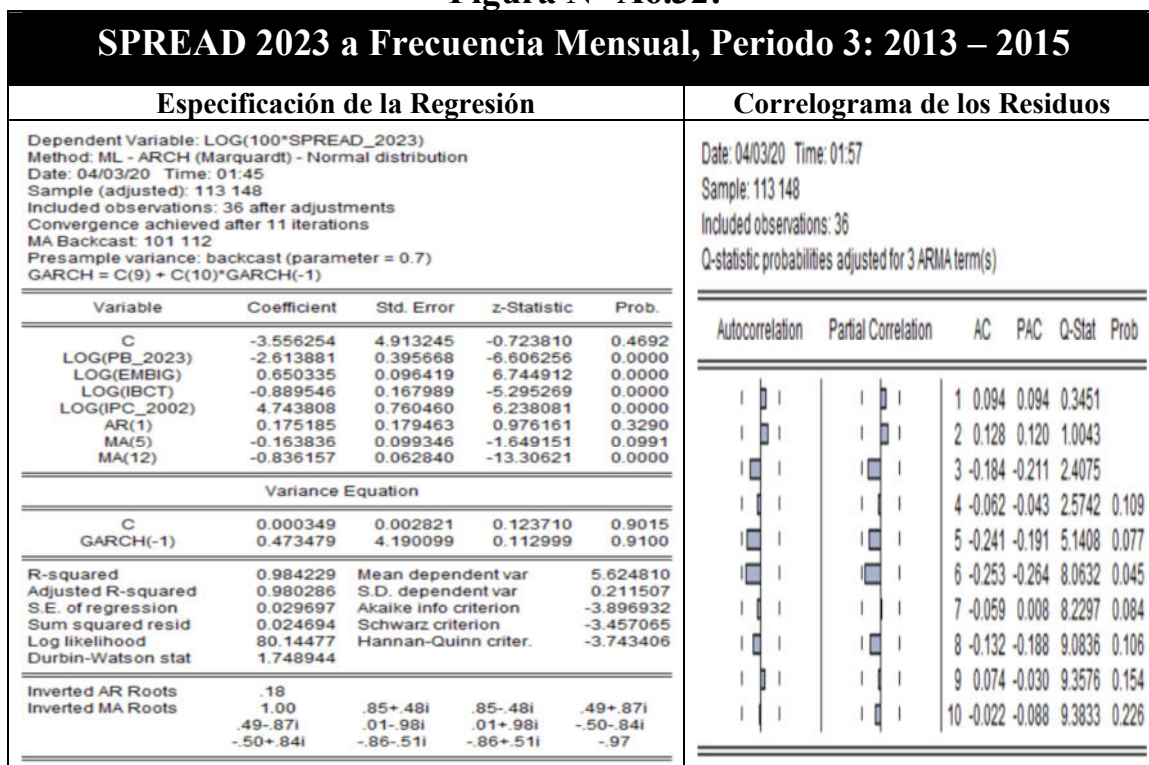 Figura N° A6.32:
SPREAD 2023 a Frecuencia Mensual, Periodo 3: 2013 – 2015
Especificación de la Regresión
Dependent Variable: LOG(100*SPREAD_2023)
Method: ML - ARCH (Marquardt) - Normal distribution
Date: 04/03/20 Time: 01:45
Sample (adjusted): 113 148
Included observations: 36 after adjustments
Convergence achieved after 11 iterations
MA Backcast: 101 112
Presample variance: backcast (parameter = 0.7)
GARCH = C(9) + C(10)*GARCH(-1)
Variable Coefficient Std. Error z-Statistic Prob.
C -3.556254 4.913245 -0.723810 0.4692
LOG(PB_2023) -2.613881 0.395668 -6.606256 0.0000
LOG(EMBIG) 0.650335 0.096419 6.744912 0.0000
LOG(IBCT) -0.889546 0.167989 -5.295269 0.0000
LOG(IPC_2002) 4.743808 0.760460 6.238081 0.0000
AR(1) 0.175185 0.179463 0.976161 0.3290
MA(5) -0.163836 0.099346 -1.649151 0.0991
MA(12) -0.836157 0.062840 -13.30621 0.0000
Variance Equation
C 0.000349 0.002821 0.123710 0.9015
GARCH(-1) 0.473479 4.190099 0.112999 0.9100
R-squared 0.984229 Mean dependent var 5.624810
Adjusted R-squared 0.980286 S.D. dependent var 0.211507
S.E. of regression 0.029697 Akaike info criterion -3.896932
Sum squared resid 0.024694 Schwarz criterion -3.457065
Log likelihood 80.14477 Hannan-Quinn criter. -3.743406
Durbin-Watson stat 1.748944
Inverted AR Roots .18
Inverted MA Roots 1.00 .85+.48i .85-.48i .49+.87i
.49-.87i .01-.98i .01+.98i -.50-.84i
-.50+.84i -.86-.51i -.86+.51i -.97
Correlograma de los Residuos
Date: 04/03/20 Time: 01:57
Sample: 113 148
Included observations: 36
Q-statistic probabilities adjusted for 3 ARMA term(s)
Autocorrelation Partial Correlation AC PAC Q-Stat Prob
1 0.094 0.094 0.3451
2 0.128 0.120 1.0043
3 -0.184 -0.211 2.4075
4 -0.062 -0.043 2.5742 0.109
5 -0.241 -0.191 5.1408 0.077
6 -0.253 -0.264 8.0632 0.045
7 -0.059 0.008 8.2297 0.084
8 -0.132 -0.188 9.0836 0.106
9 0.074 -0.030 9.3576 0.154
10 -0.022 -0.088 9.3833 0.226